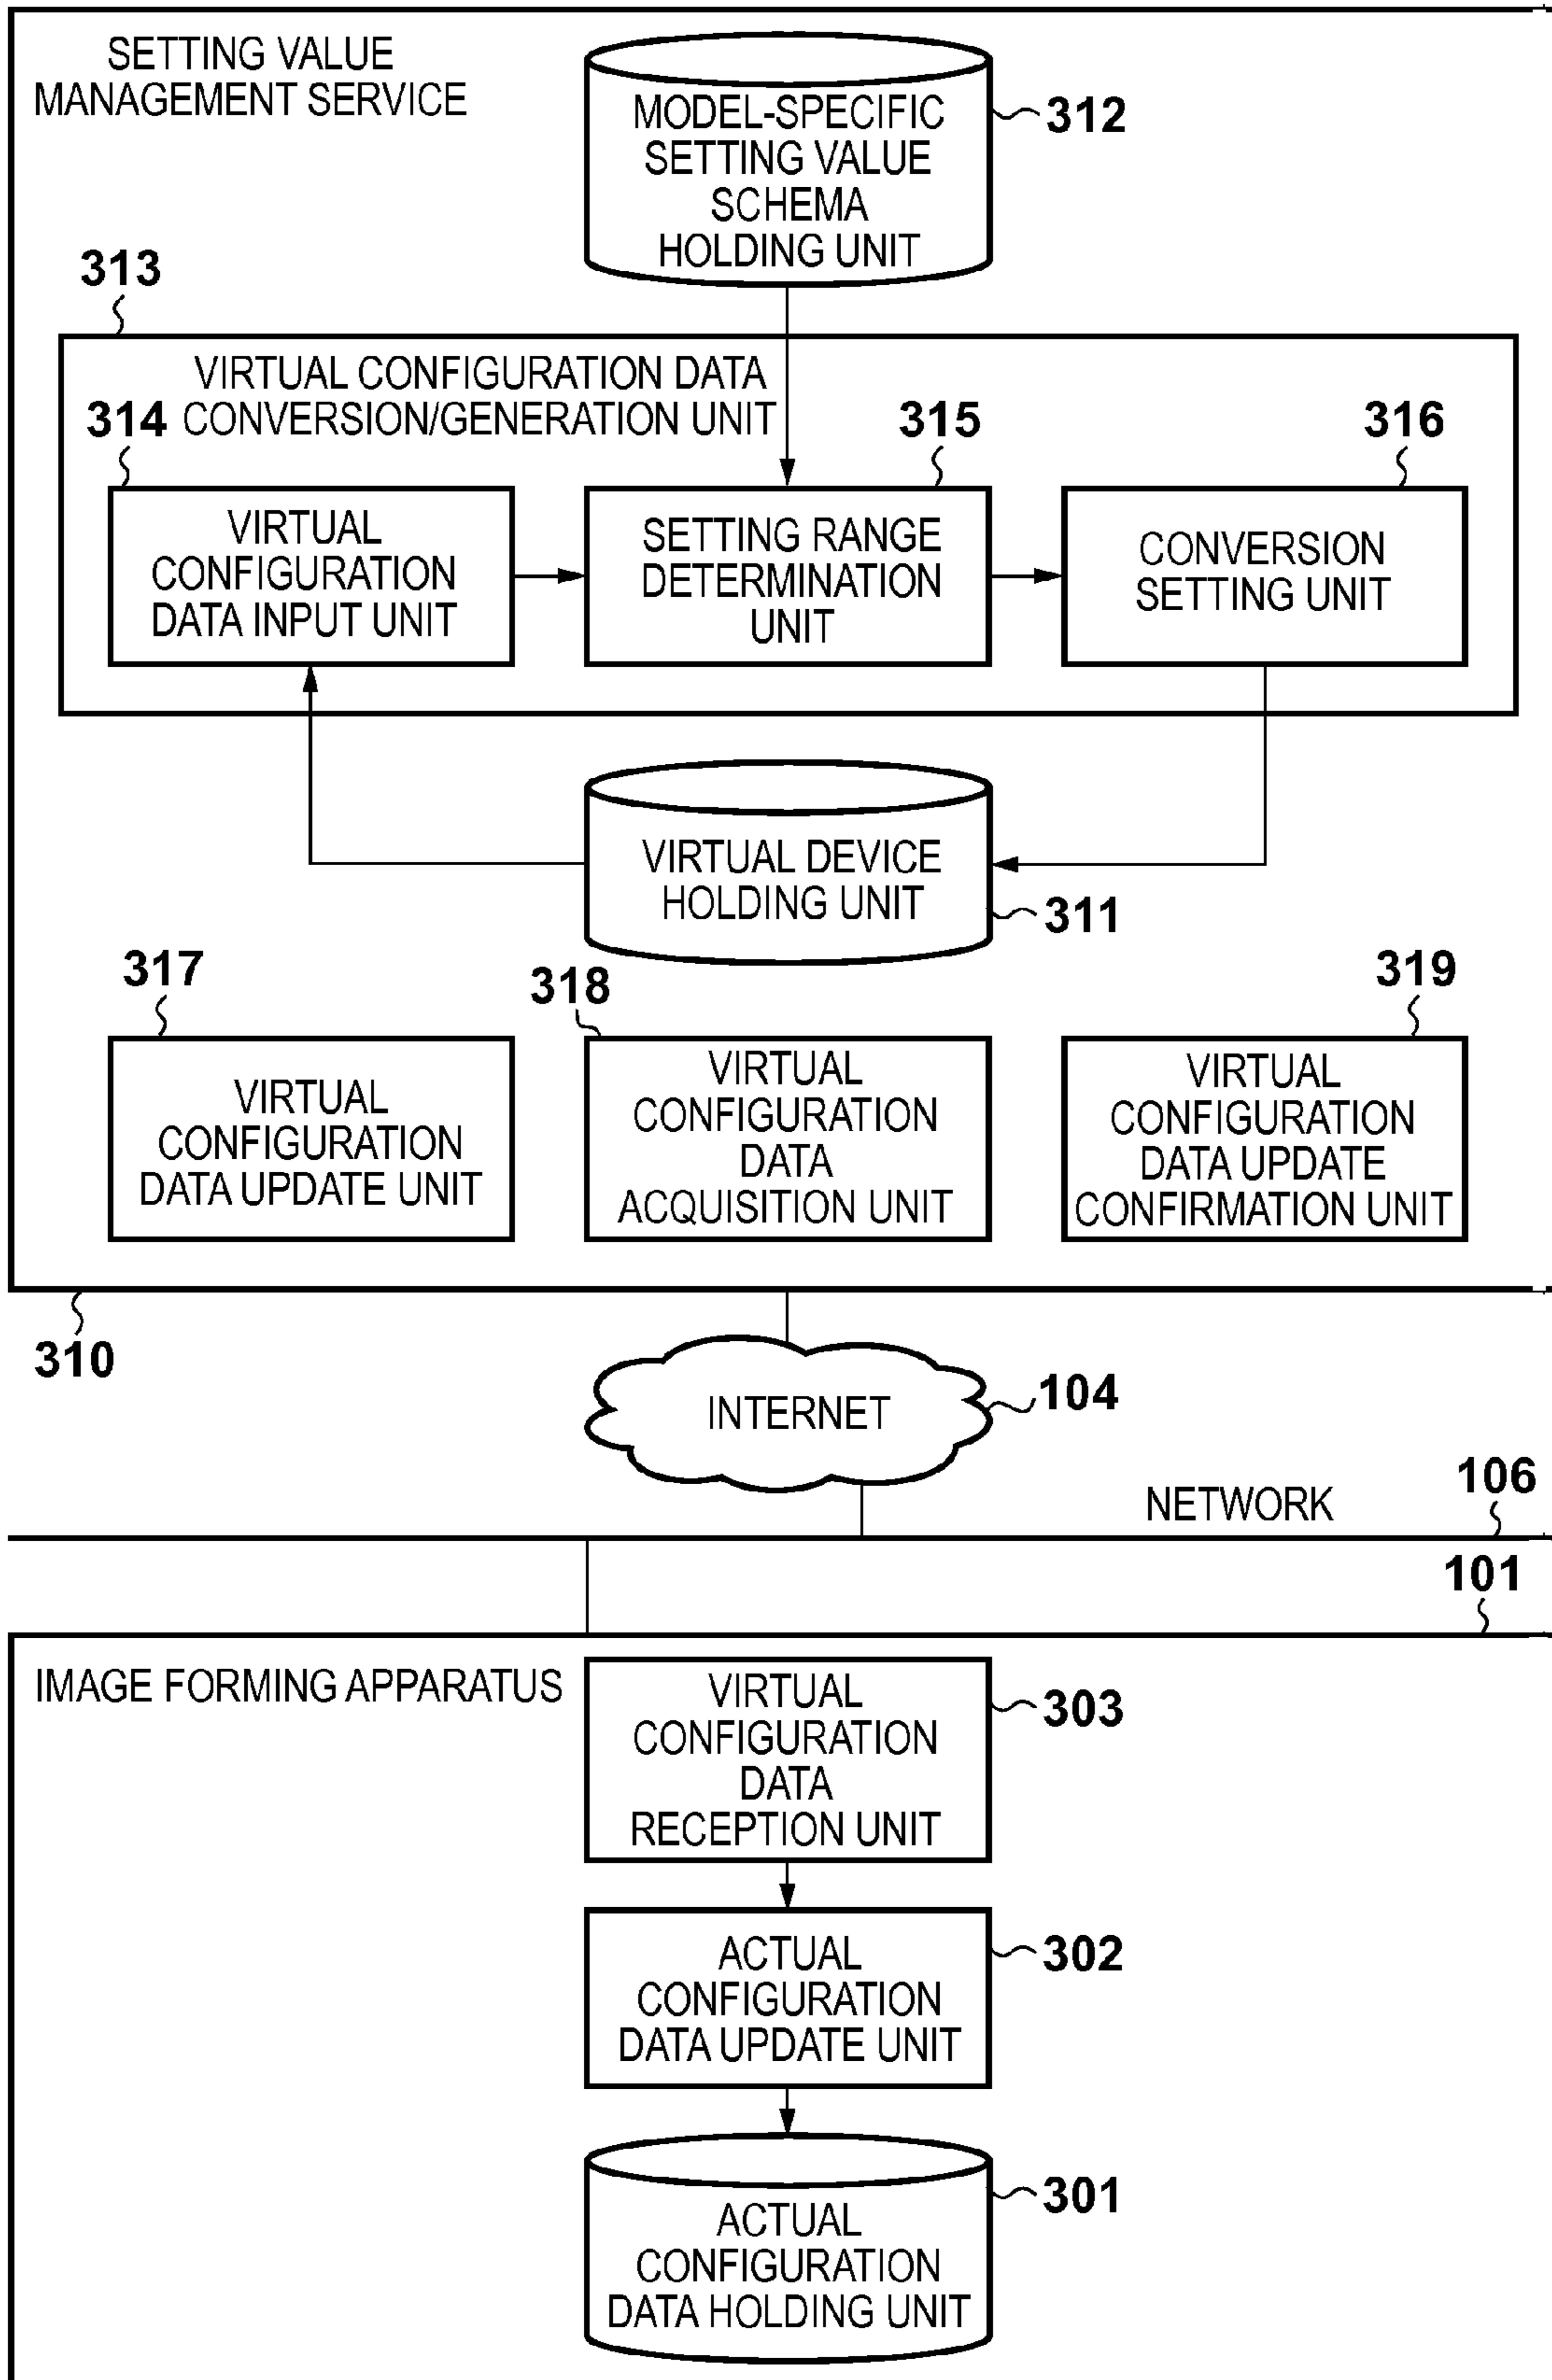 SETTING VALUE
MANAGEMENT SERVICE
MODEL-SPECIFIC
SETTING VALUE
SCHEMA
HOLDING UNIT
312
313
VIRTUAL CONFIGURATION DATA
CONVERSION/GENERATION UNIT
314
315
316
VIRTUAL
CONFIGURATION
DATA INPUT UNIT
SETTING RANGE
DETERMINATION
UNIT
CONVERSION
SETTING UNIT
VIRTUAL DEVICE
HOLDING UNIT
311
317
318
319
VIRTUAL
CONFIGURATION
DATA UPDATE UNIT
VIRTUAL
CONFIGURATION
DATA
ACQUISITION UNIT
VIRTUAL
CONFIGURATION
DATA UPDATE
CONFIRMATION UNIT
310
INTERNET
104
NETWORK
106
101
IMAGE FORMING APPARATUS
VIRTUAL
CONFIGURATION
DATA
RECEPTION UNIT
303
ACTUAL
CONFIGURATION
DATA UPDATE UNIT
302
ACTUAL
CONFIGURATION
DATA HOLDING UNIT
301